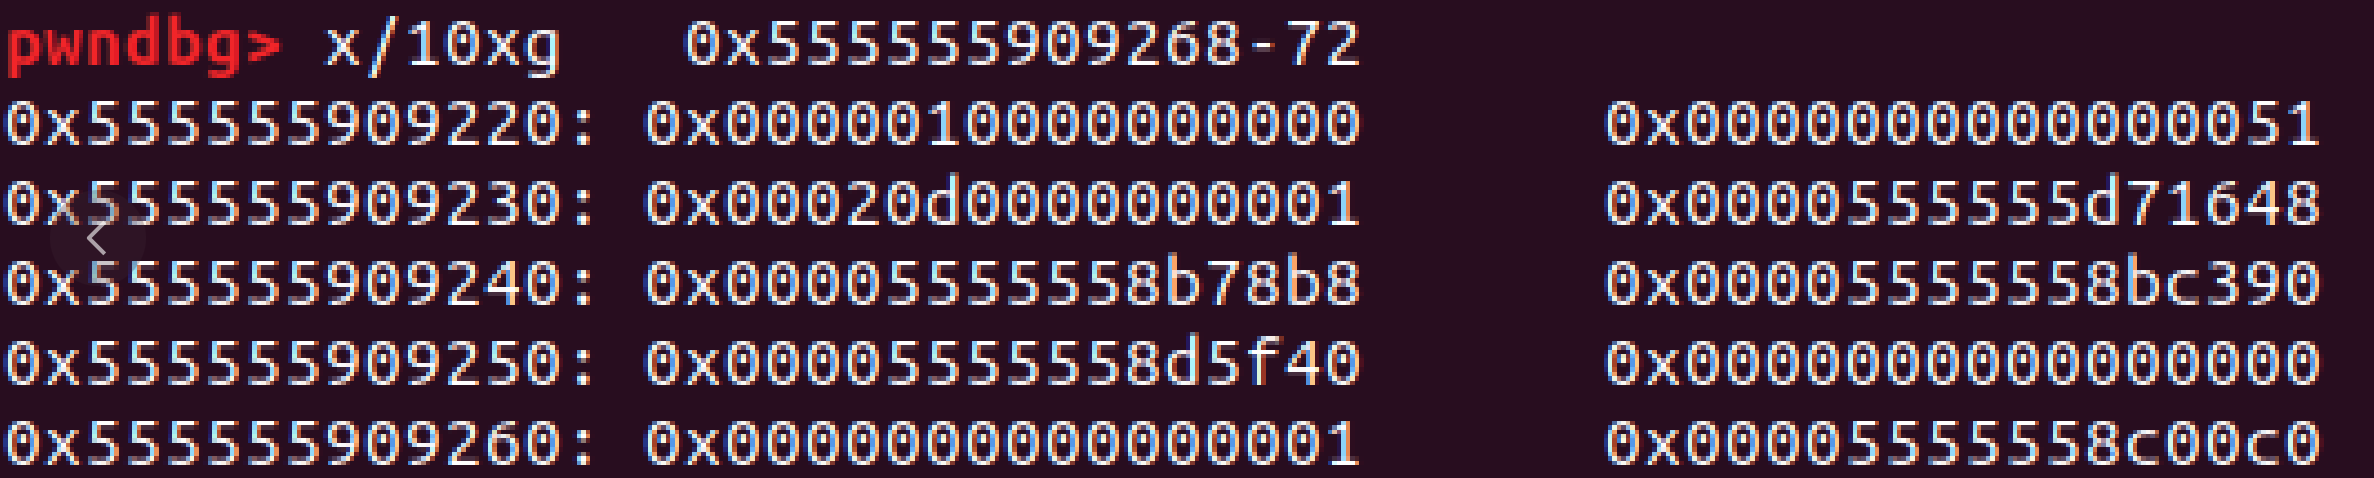 pwndbg> x/10xg 0x555555909268-72
0x555555909220: 0x0000010000000000 0x0000000000000051
0x555555909230: 0x00020d0000000001 0x0000555555d71648
0x555555909240: 0x00005555558b78b8 0x00005555558bc390
0x555555909250: 0x00005555558d5f40 0x0000000000000000
0x555555909260: 0x0000000000000001 0x00005555558c00c0